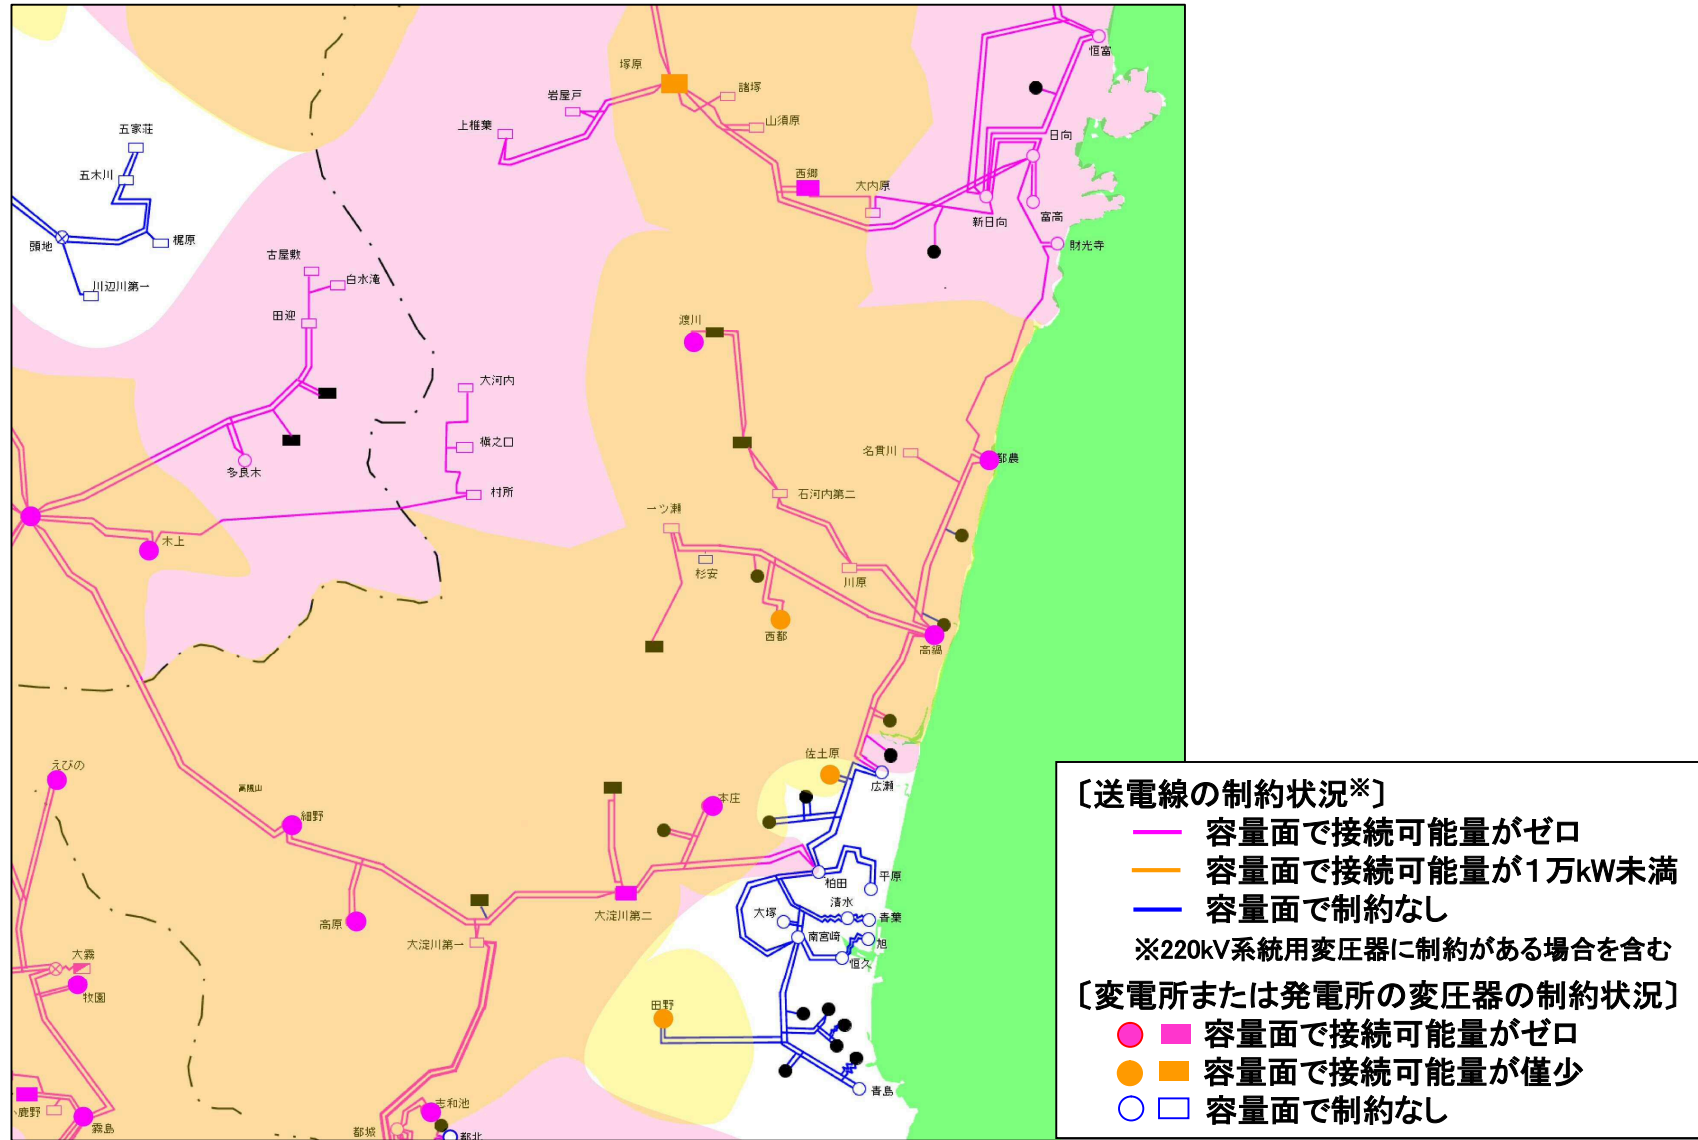 恒富
塚原
諸塚
岩屋戸
上椎葉
山須原
日向
五家荘
五木川
西郷
大内原
新日向
富高
頭地
梶原
財光寺
古屋敷
白水滝
川辺川第一
田迎
渡川
大河内
槇之口
名貫川
都農
多良木
村所
石河内第二
一ツ瀬
木上
杉安
川原
西都
高鍋
佐土原
えびの
広瀬
本庄
細野
柏田
平原
清水
大塚
青葉
大淀川第二
高原
大淀川第一
南宮崎
旭
恒久
大霧
牧園
田野
青島
鹿野
霧島
志和池
都城
都北
〔送電線の制約状況※〕
容量面で接続可能量がゼロ
容量面で接続可能量が1万kW未満
容量面で制約なし
※220kV系統用変圧器に制約がある場合を含む
〔変電所または発電所の変圧器の制約状況〕
容量面で接続可能量がゼロ
容量面で接続可能量が僅少
容量面で制約なし